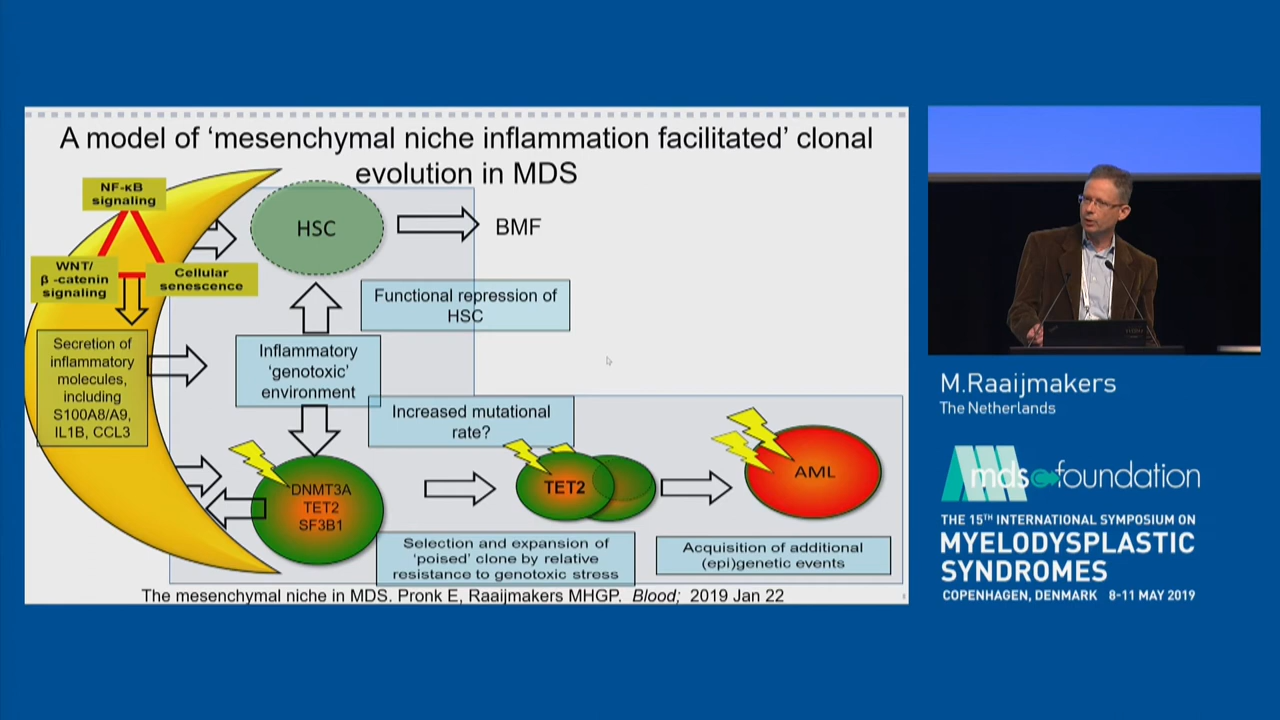 A model of ‘mesenchymal niche inflammation facilitated’ clonal
evolution in MDS
NF-κB
signaling
WNT/
β -catenin
signaling
Cellular
senescence
HSC
BMF
Functional repression of
HSC
Secretion of
inflammatory
molecules,
including
S100A8/A9,
IL1B, CCL3
Inflammatory
‘genotoxic’
environment
Increased mutational
rate?
DNMT3A
TET2
SF3B1
TET2
AML
Selection and expansion of
‘poised’ clone by relative
resistance to genotoxic stress
Acquisition of additional
(epi)genetic events
The mesenchymal niche in MDS. Pronk E, Raaijmakers MHGP. Blood; 2019 Jan 22
M.Raaijmakers
The Netherlands
mds foundation
THE 15TH INTERNATIONAL SYMPOSIUM ON
MYELODYSPLASTIC
SYNDROMES
COPENHAGEN, DENMARK 8-11 MAY 2019